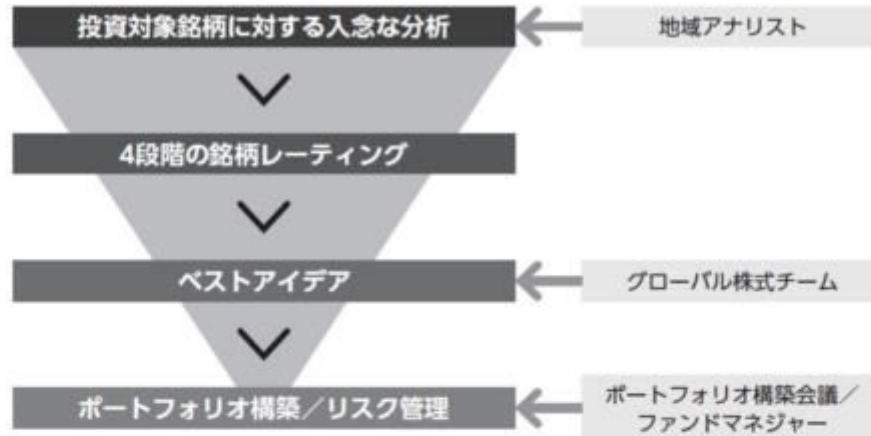 投資対象銘柄に対する入念な分析
地域アナリスト
4段階の銘柄レーティング
ベストアイデア
グローバル株式チーム
ポートフォリオ構築／リスク管理
ポートフォリオ構築会議／
ファンドマネジャー